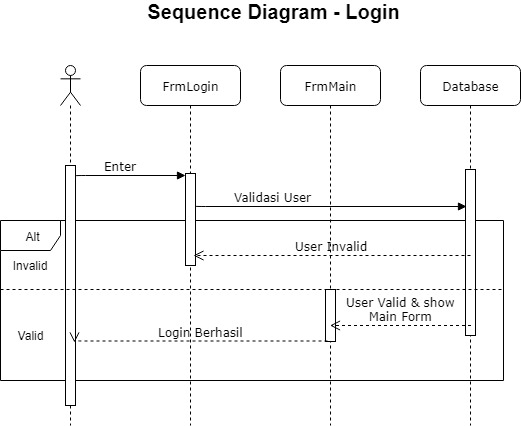 Sequence Diagram - Login
FrmLogin
FrmMain
Database
Enter
Validasi User
Alt
User Invalid
Invalid
User Valid & show
Main Form
Login Berhasil
Valid